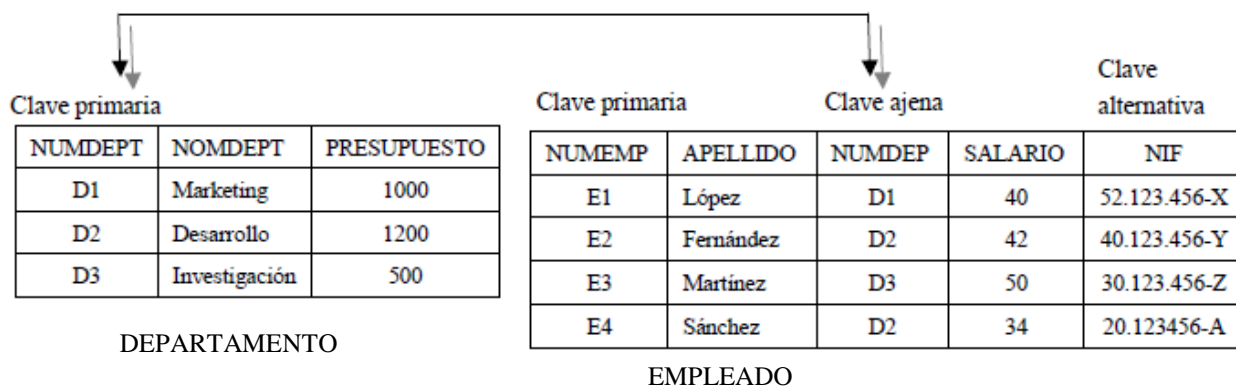 Clave primaria
NUMDEPT NOMDEPT PRESUPUESTO
D1 Marketing 1000
D2 Desarrollo 1200
D3 Investigación 500
DEPARTAMENTO
Clave primaria Clave ajena Clave alternativa
NUMEMP APELLIDO NUMDEP SALARIO NIF
E1 López D1 40 52.123.456-X
E2 Fernández D2 42 40.123.456-Y
E3 Martínez D3 50 30.123.456-Z
E4 Sánchez D2 34 20.123456-A
EMPLEADO